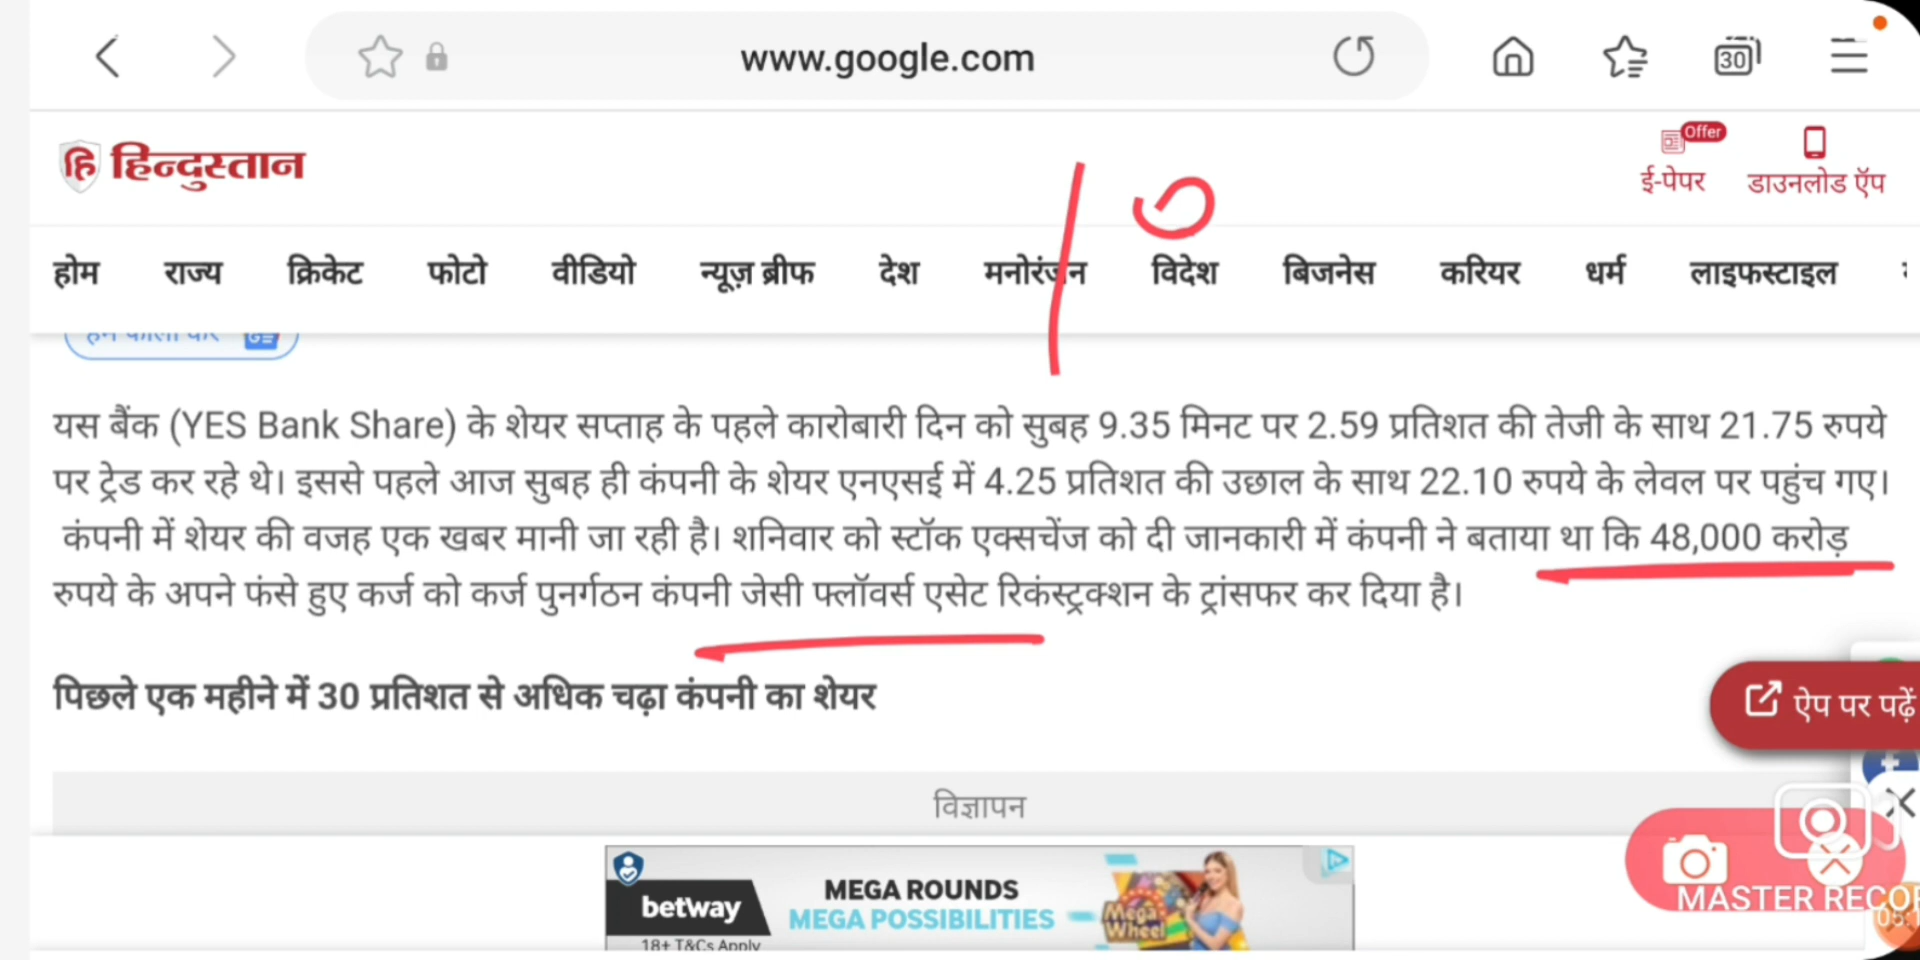 www.google.com
30
हि हिन्दुस्तान
Offer
ई-पेपर
डाउनलोड ऍप
होम राज्य क्रिकेट फोटो वीडियो न्यूज़ ब्रीफ देश मनोरंजन विदेश बिजनेस करियर धर्म लाइफस्टाइल
यस बैंक (YES Bank Share) के शेयर सप्ताह के पहले कारोबारी दिन को सुबह 9.35 मिनट पर 2.59 प्रतिशत की तेजी के साथ 21.75 रुपये
पर ट्रेड कर रहे थे। इससे पहले आज सुबह ही कंपनी के शेयर एनएसई में 4.25 प्रतिशत की उछाल के साथ 22.10 रुपये के लेवल पर पहुंच गए।
कंपनी में शेयर की वजह एक खबर मानी जा रही है। शनिवार को स्टॉक एक्सचेंज को दी जानकारी में कंपनी ने बताया था कि 48,000 करोड़
रुपये के अपने फंसे हुए कर्ज को कर्ज पुनर्गठन कंपनी जेसी फ्लॉवर्स एसेट रिकंस्ट्रक्शन के ट्रांसफर कर दिया है।
पिछले एक महीने में 30 प्रतिशत से अधिक चढ़ा कंपनी का शेयर
ऐप पर पढ़ें
विज्ञापन
betway
18+ T&Cs Apply
MEGA ROUNDS
MEGA POSSIBILITIES
Mega
Wheel
MASTER